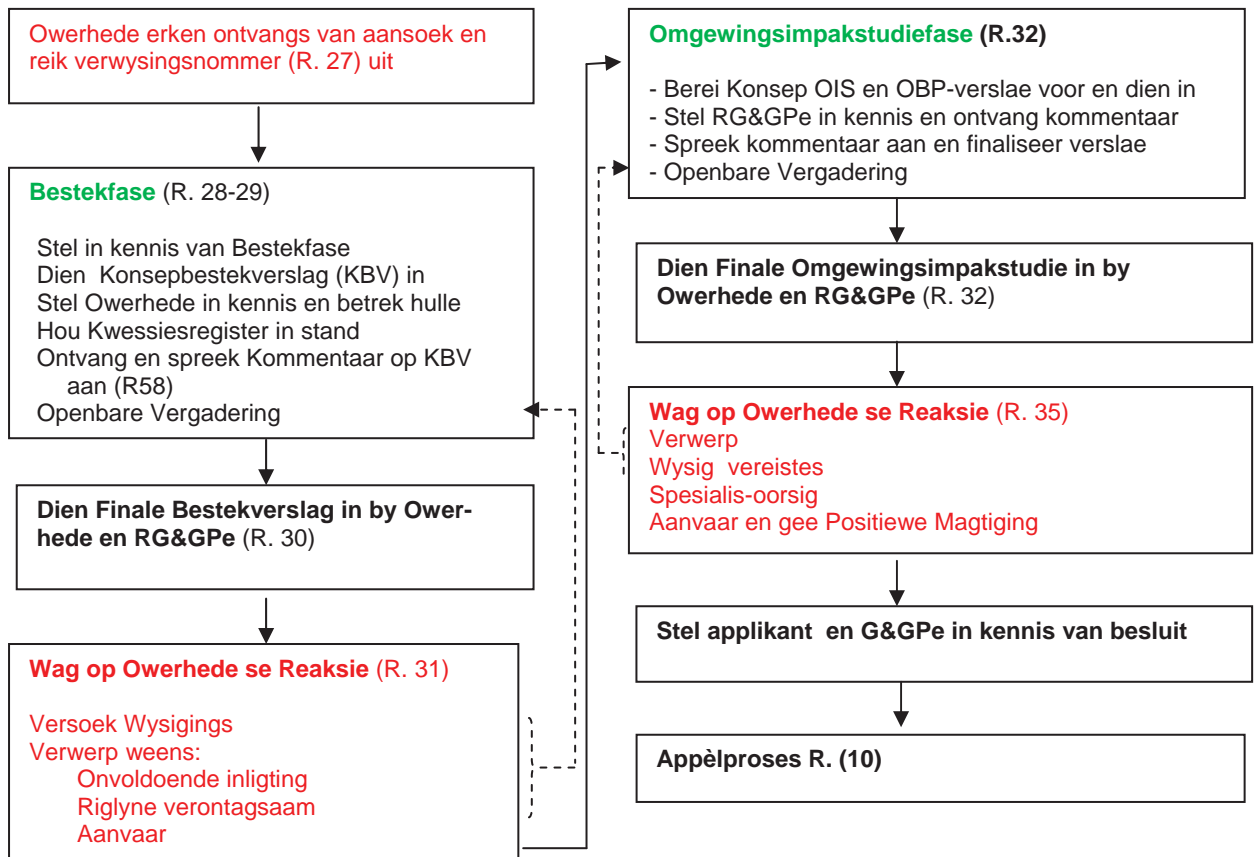 Owerhede erken ontvangs van aansoek en
reik verwysingsnommer (R. 27) uit
Bestekfase (R. 28-29)
Stel in kennis van Bestekfase
Dien Konsepbestekverslag (KBV) in
Stel Owerhede in kennis en betrek hulle
Hou Kwessiesregister in stand
Ontvang en spreek Kommentaar op KBV
aan (R58)
Openbare Vergadering
Dien Finale Bestekverslag in by Ower-
hede en RG&GPe (R. 30)
Wag op Owerhede se Reaksie (R. 31)
Versoek Wysigings
Verwerp weens:
Onvoldoende inligting
Riglyne verontagsaam
Aanvaar
Omgewingsimpakstudiefase (R.32)
- Berei Konsep OIS en OBP-verslae voor en dien in
- Stel RG&GPe in kennis en ontvang kommentaar
- Spreek kommentaar aan en finaliseer verslae
- Openbare Vergadering
Dien Finale Omgewingsimpakstudie in by
Owerhede en RG&GPe (R. 32)
Wag op Owerhede se Reaksie (R. 35)
Verwerp
Wysig vereistes
Spesialis-oorsig
Aanvaar en gee Positiewe Magtiging
Stel applikant en G&GPe in kennis van besluit
Appèlproses R. (10)